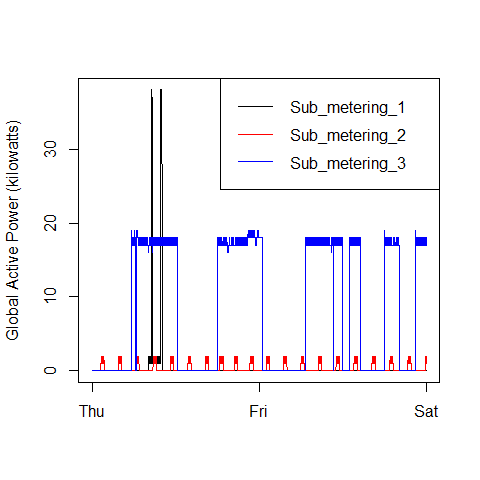 Global Active Power (kilowatts)
30
20
10
0
Sub_metering_1
Sub_metering_2
Sub_metering_3
Thu
Fri
Sat